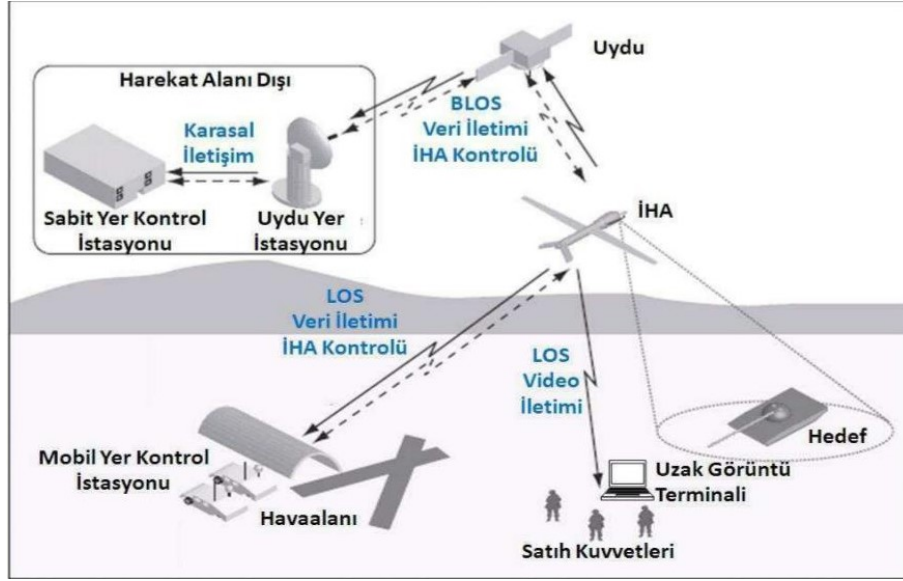 Uydu
Harekat Alanı Dışı
BLOS
Veri İletimi
İHA Kontrolü
Karasal
İletişim
Sabit Yer Kontrol
İstasyonu
Uydu Yer
İstasyonu
İHA
LOS
Veri İletimi
İHA Kontrolü
LOS
Video
İletimi
Hedef
Mobil Yer Kontrol
İstasyonu
Havaalanı
Uzak Görüntü
Terminali
Satıh Kuvvetleri